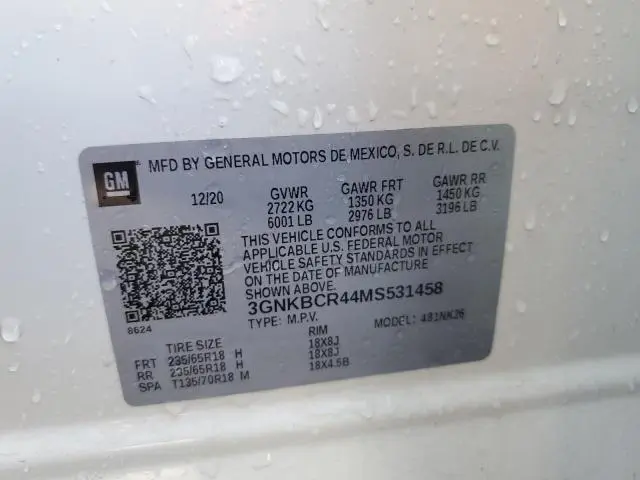 GM
MFD BY GENERAL MOTORS DE MEXICO, S. DE R.L. DE C.V.
12/20 GVWR GAWR FRT GAWR RR
2722 KG 1350 KG 1450 KG
6001 LB 2976 LB 3196 LB
THIS VEHICLE CONFORMS TO ALL
APPLICABLE U.S. FEDERAL MOTOR
VEHICLE SAFETY STANDARDS IN EFFECT
ON THE DATE OF MANUFACTURE
SHOWN ABOVE.
3GNKBCR44MS531458
TYPE: M.P.V. MODEL: 481NK26
8624
TIRE SIZE RIM
FRT 235/65R18 H 18X8J
RR 235/65R18 H 18X8J
SPA T135/70R18 M 18X4.5B